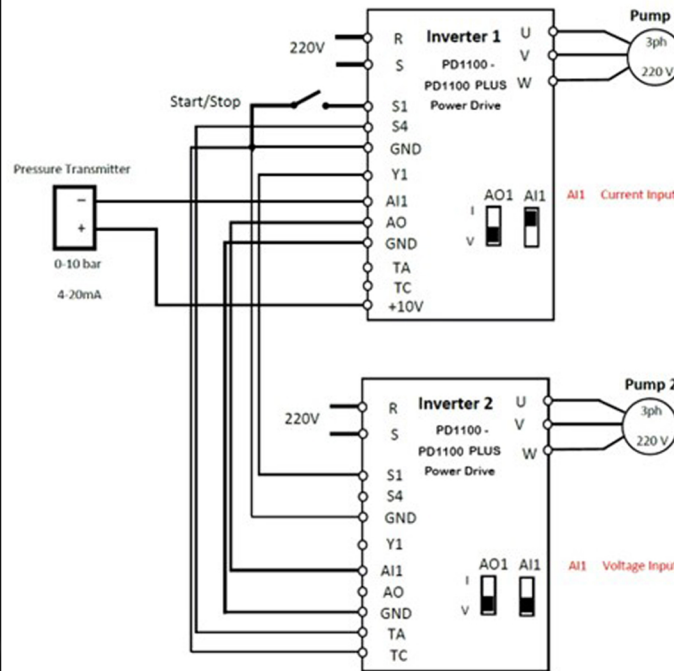 Pump
3ph
220 V
220V
R
S
Inverter 1
PD1100 -
PD1100 PLUS
Power Drive
U
V
W
Start/Stop
S1
S4
GND
Y1
AI1
AO
GND
TA
TC
+10V
AO1 AI1
I
V
AI1 Current Input
Pressure Transmitter
−
+
0-10 bar
4-20mA
Pump 2
3ph
220 V
220V
R
S
Inverter 2
PD1100 -
PD1100 PLUS
Power Drive
U
V
W
S1
S4
GND
Y1
AI1
AO
GND
TA
TC
AO1 AI1
I
V
AI1 Voltage Input